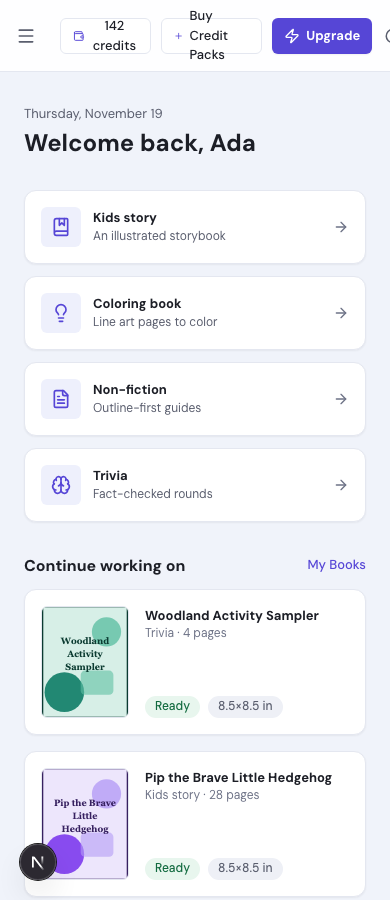 142
credits
Buy
Credit
Packs
Upgrade
Thursday, November 19
Welcome back, Ada
Kids story
An illustrated storybook
Coloring book
Line art pages to color
Non-fiction
Outline-first guides
Trivia
Fact-checked rounds
Continue working on
My Books
Woodland
Activity
Sampler
Woodland Activity Sampler
Trivia · 4 pages
Ready
8.5×8.5 in
Pip the Brave
Little
Hedgehog
Pip the Brave Little Hedgehog
Kids story · 28 pages
Ready
8.5×8.5 in
N